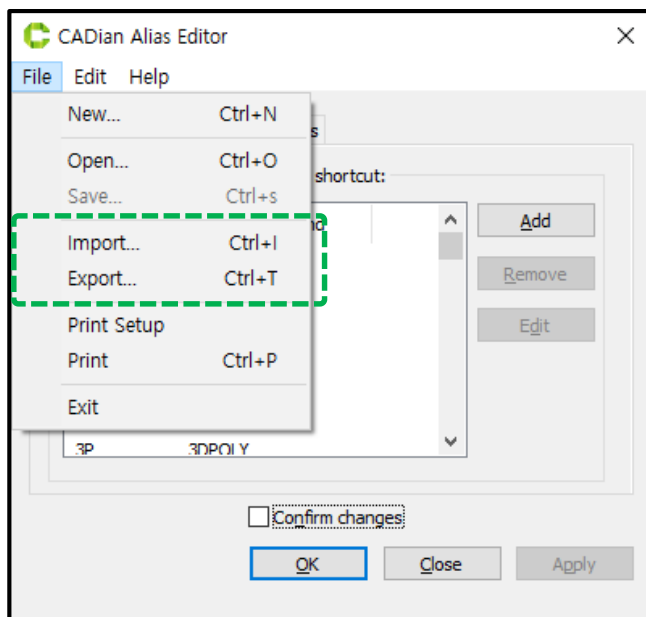 CADian Alias Editor
File Edit Help
New... Ctrl+N
Open... Ctrl+O
Save... Ctrl+s
Import... Ctrl+I
Export... Ctrl+T
Print Setup
Print Ctrl+P
Exit
shortcut:
Add
Remove
Edit
3P 3DPOLY
Confirm changes
OK Close Apply